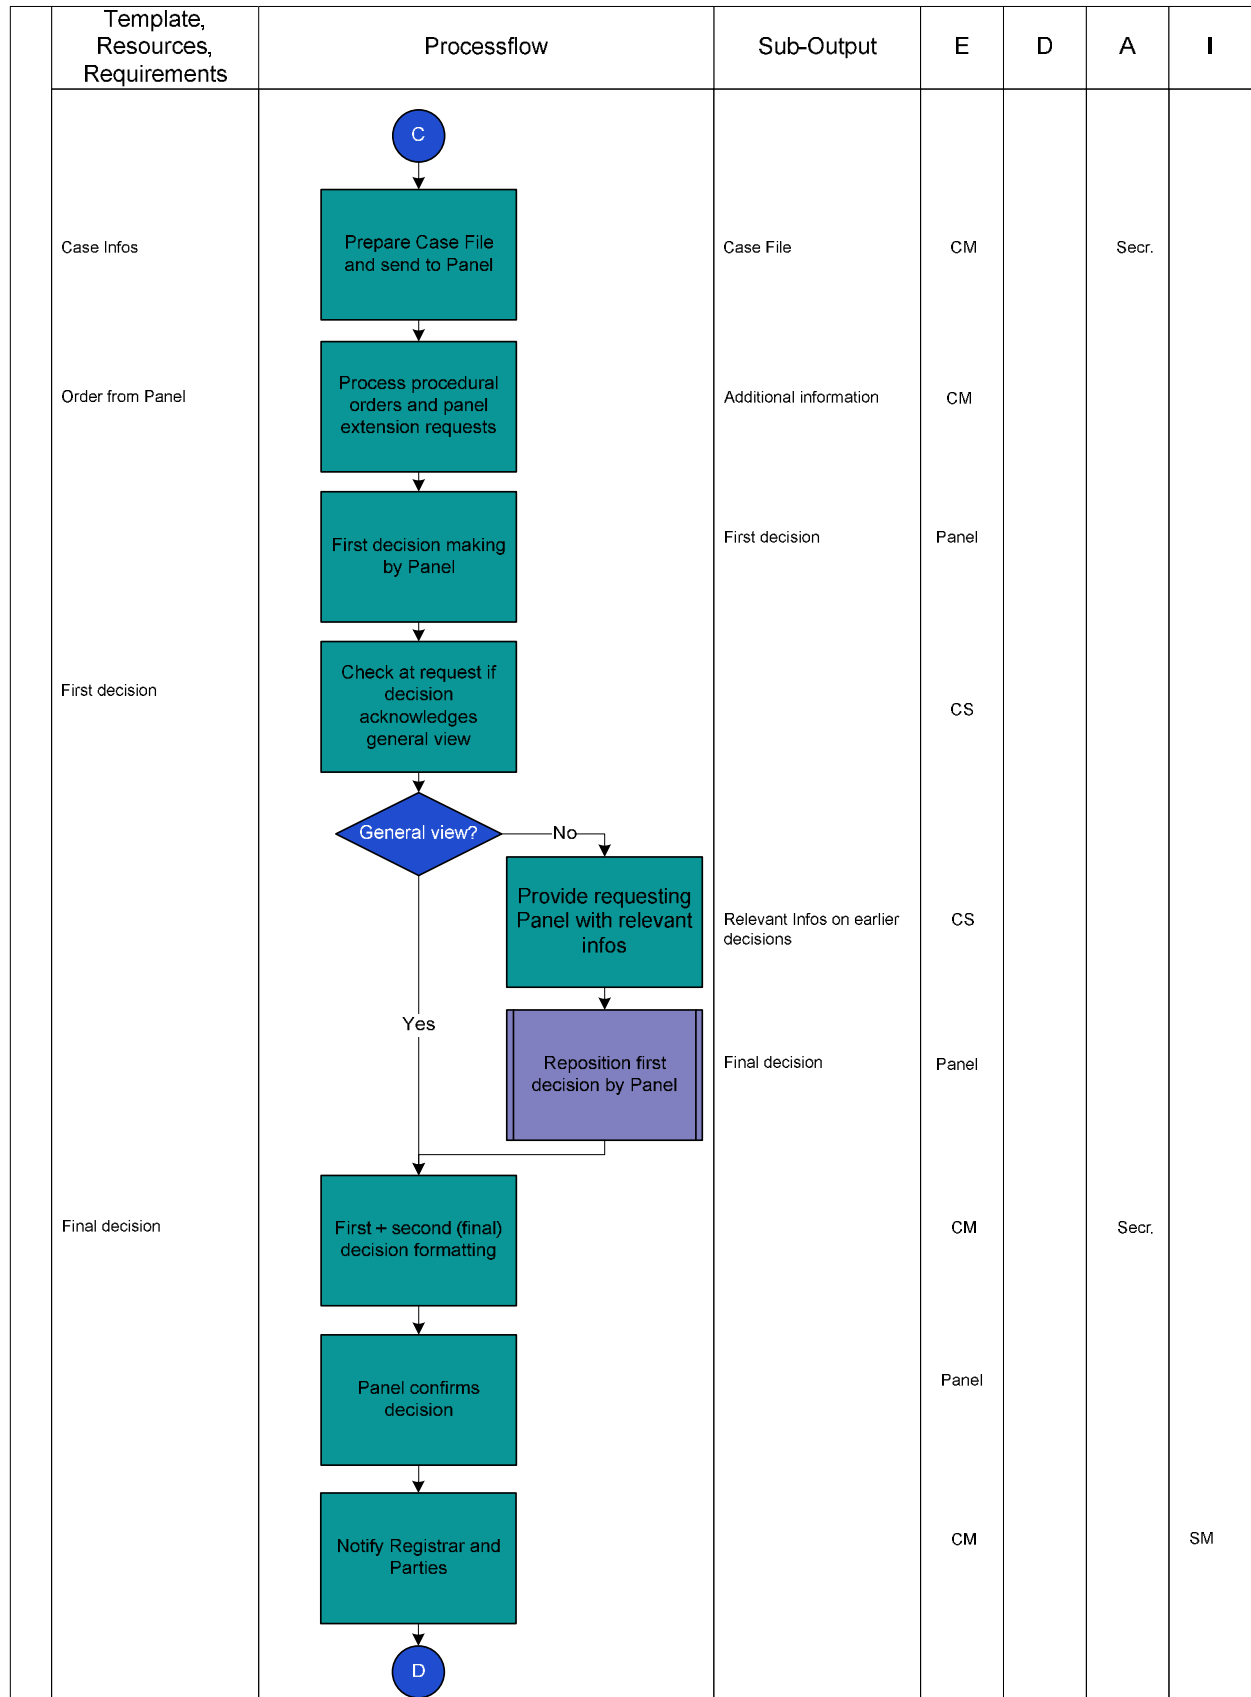 Template,
Resources,
Requirements
Processflow
Sub-Output
E
D
A
I
C
Case Infos
Prepare Case File
and send to Panel
Case File
CM
Secr.
Order from Panel
Process procedural
orders and panel
extension requests
Additional information
CM
First decision making
by Panel
First decision
Panel
First decision
Check at request if
decision
acknowledges
general view
CS
General view?
No
Provide requesting
Panel with relevant
infos
Relevant Infos on earlier
decisions
CS
Yes
Reposition first
decision by Panel
Final decision
Panel
Final decision
First + second (final)
decision formatting
CM
Secr.
Panel confirms
decision
Panel
Notify Registrar and
Parties
CM
SM
D